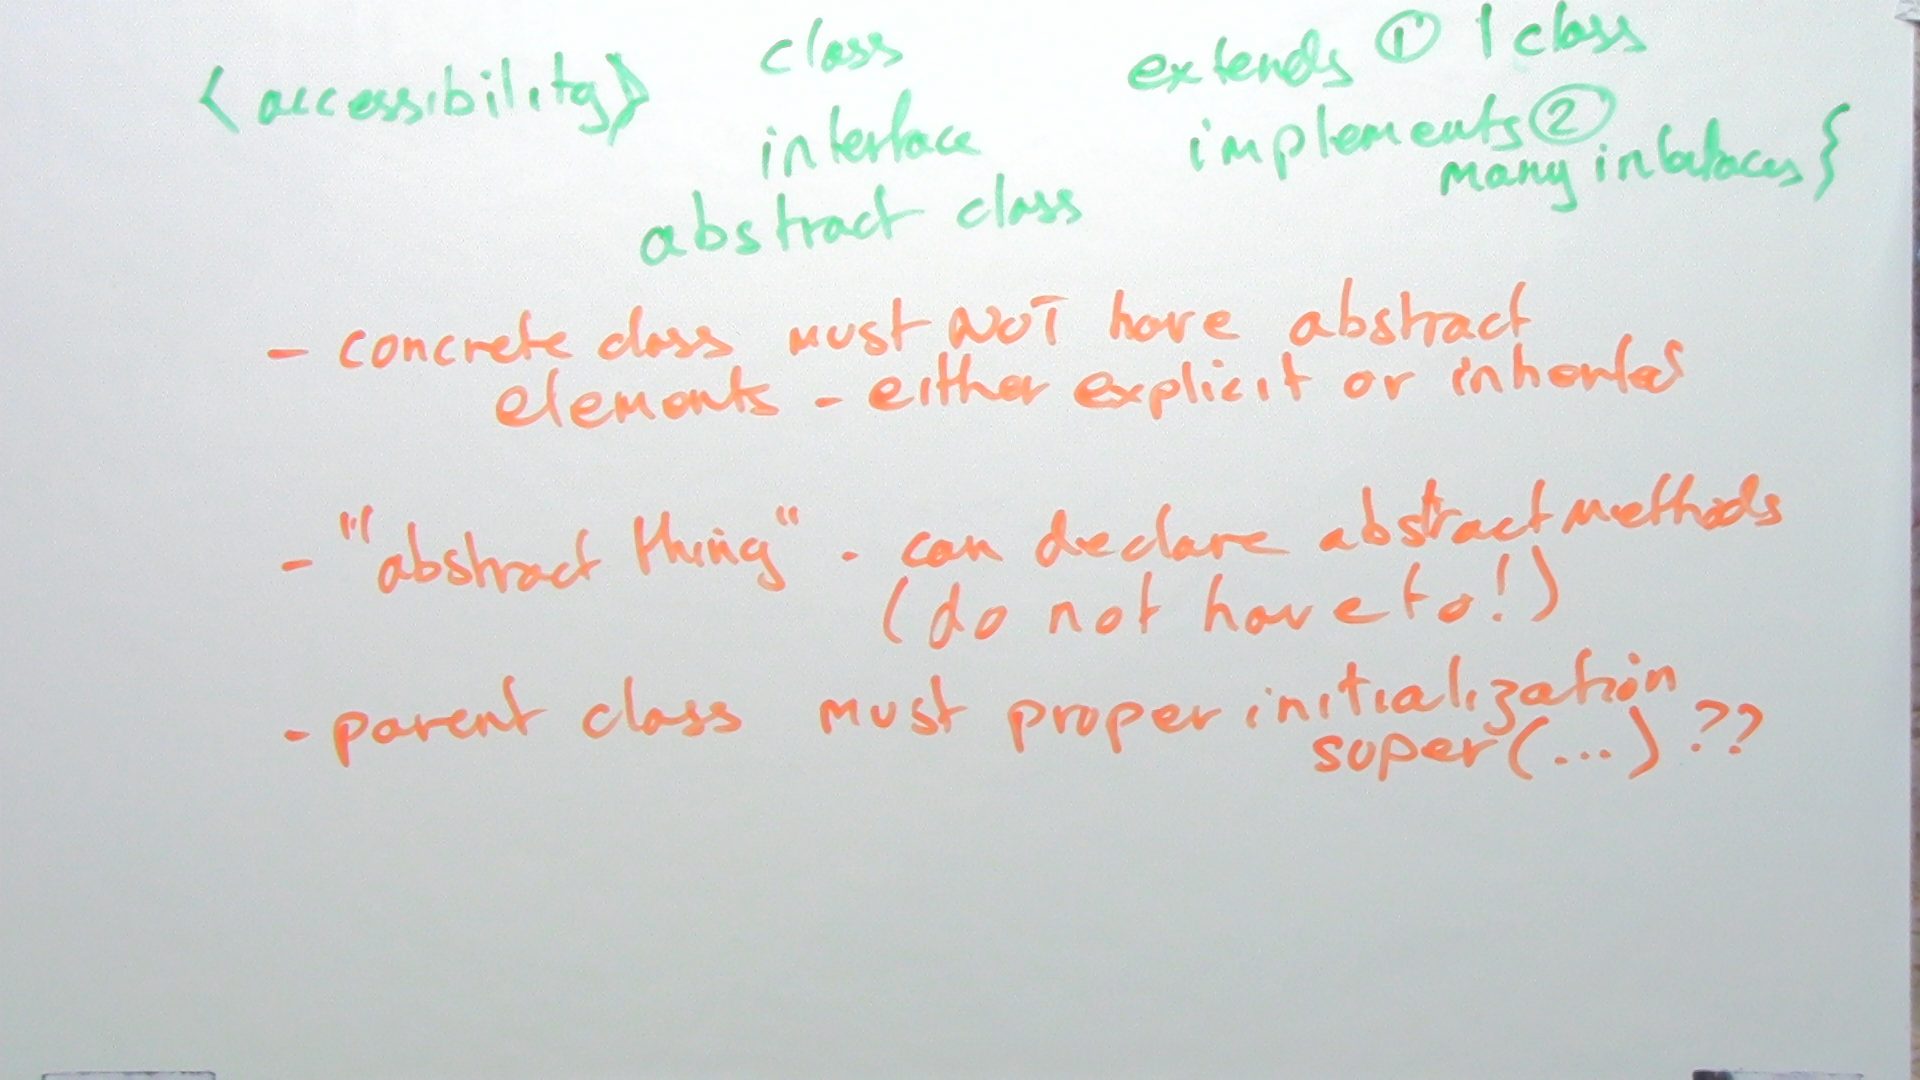 <accessibility> class extends ① 1 class
interface implements ②
many interfaces {
abstract class
- concrete class must NOT have abstract
elements - either explicit or inherited
- "abstract thing" - can declare abstract methods
(do not have to!)
- parent class must proper initialization
super(...) ??